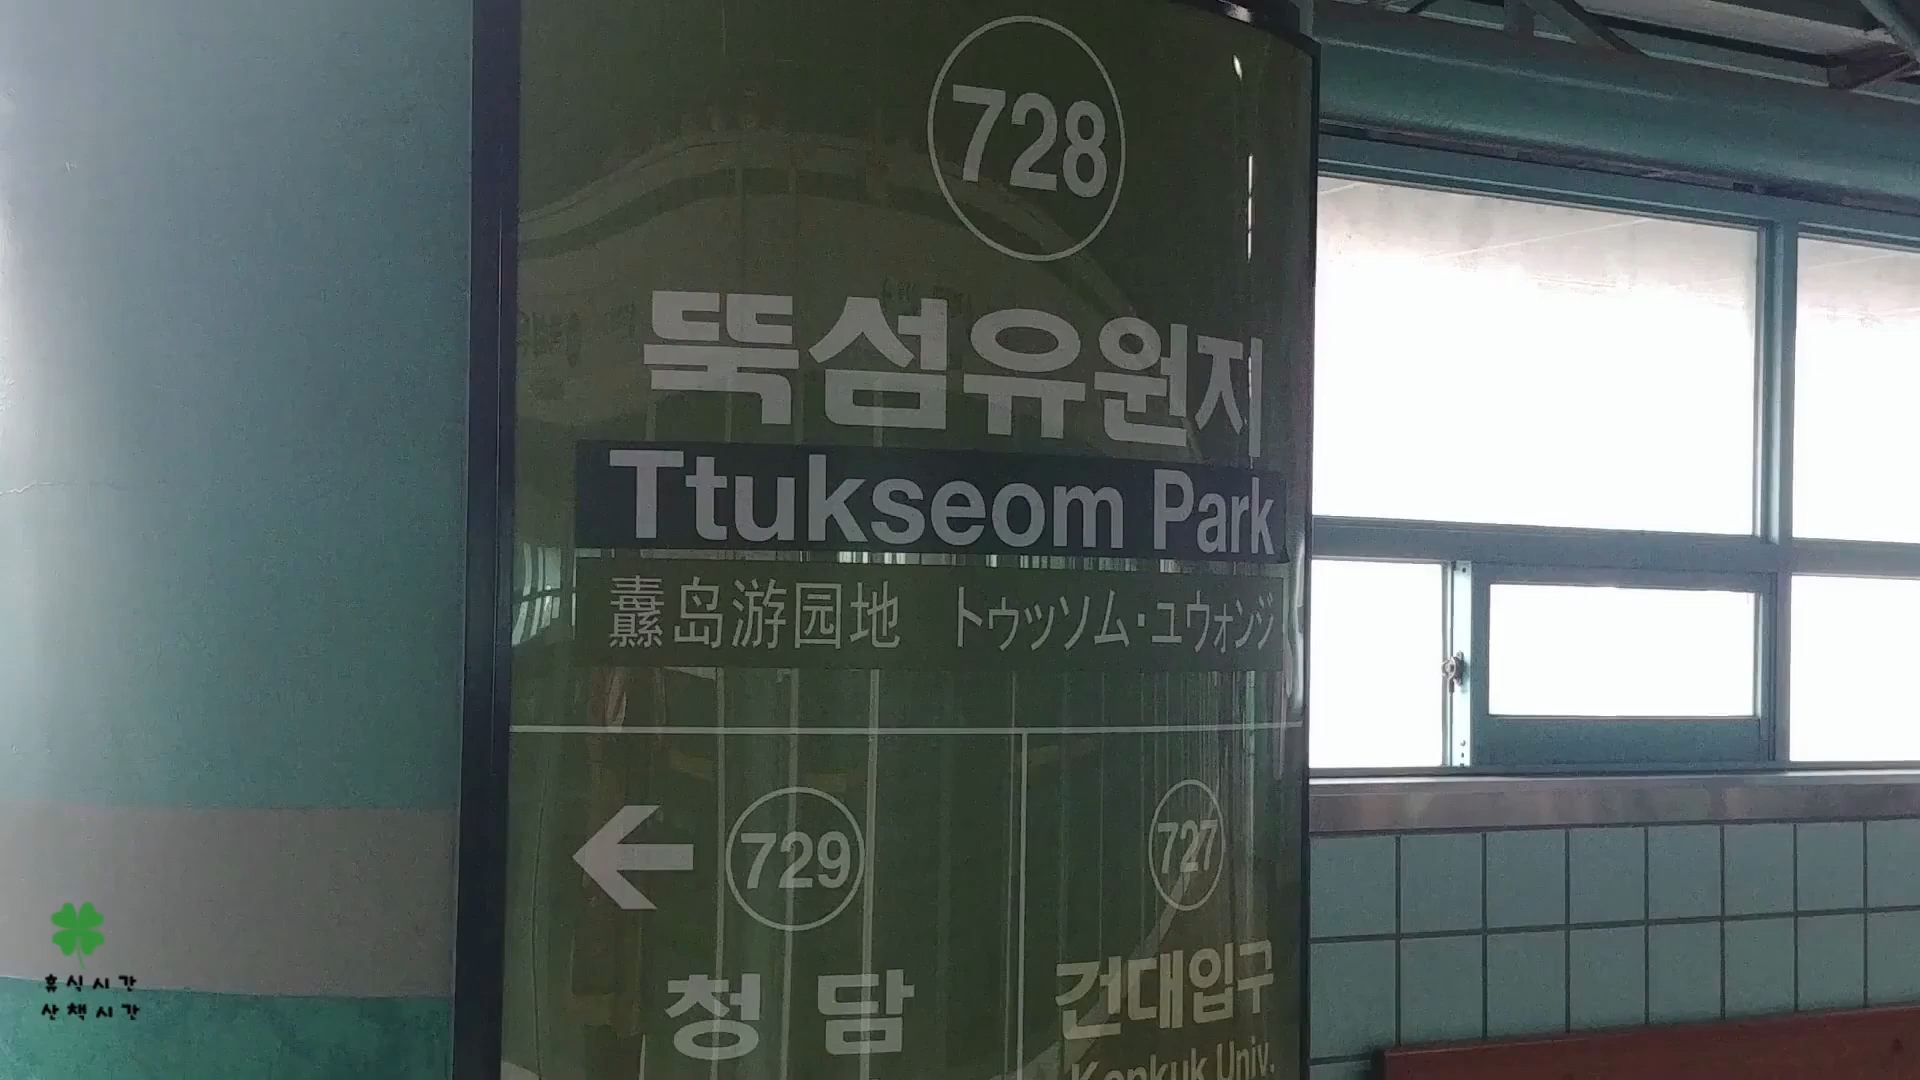 728
뚝섬유원지
Ttukseom Park
纛岛游园地 トゥッソム·ユウォンジ
← 729
727
청담
건대입구
Konkuk Univ.
휴식시간
산책시간